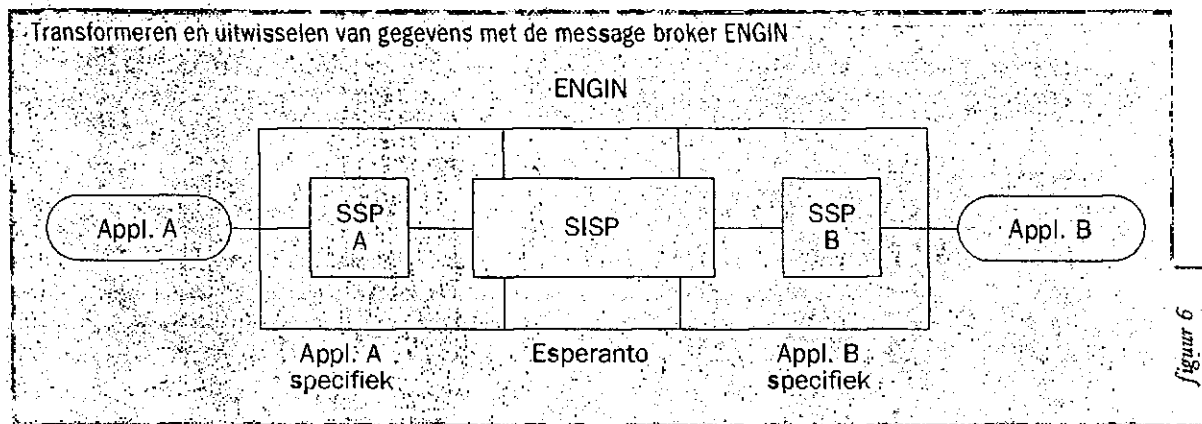 Transformeren en uitwisselen van gegevens met de message broker ENGIN
ENGIN
Appl. A
SSP
A
SISP
SSP
B
Appl. B
Appl. A
specifiek
Esperanto
Appl. B
specifiek
figuur 6